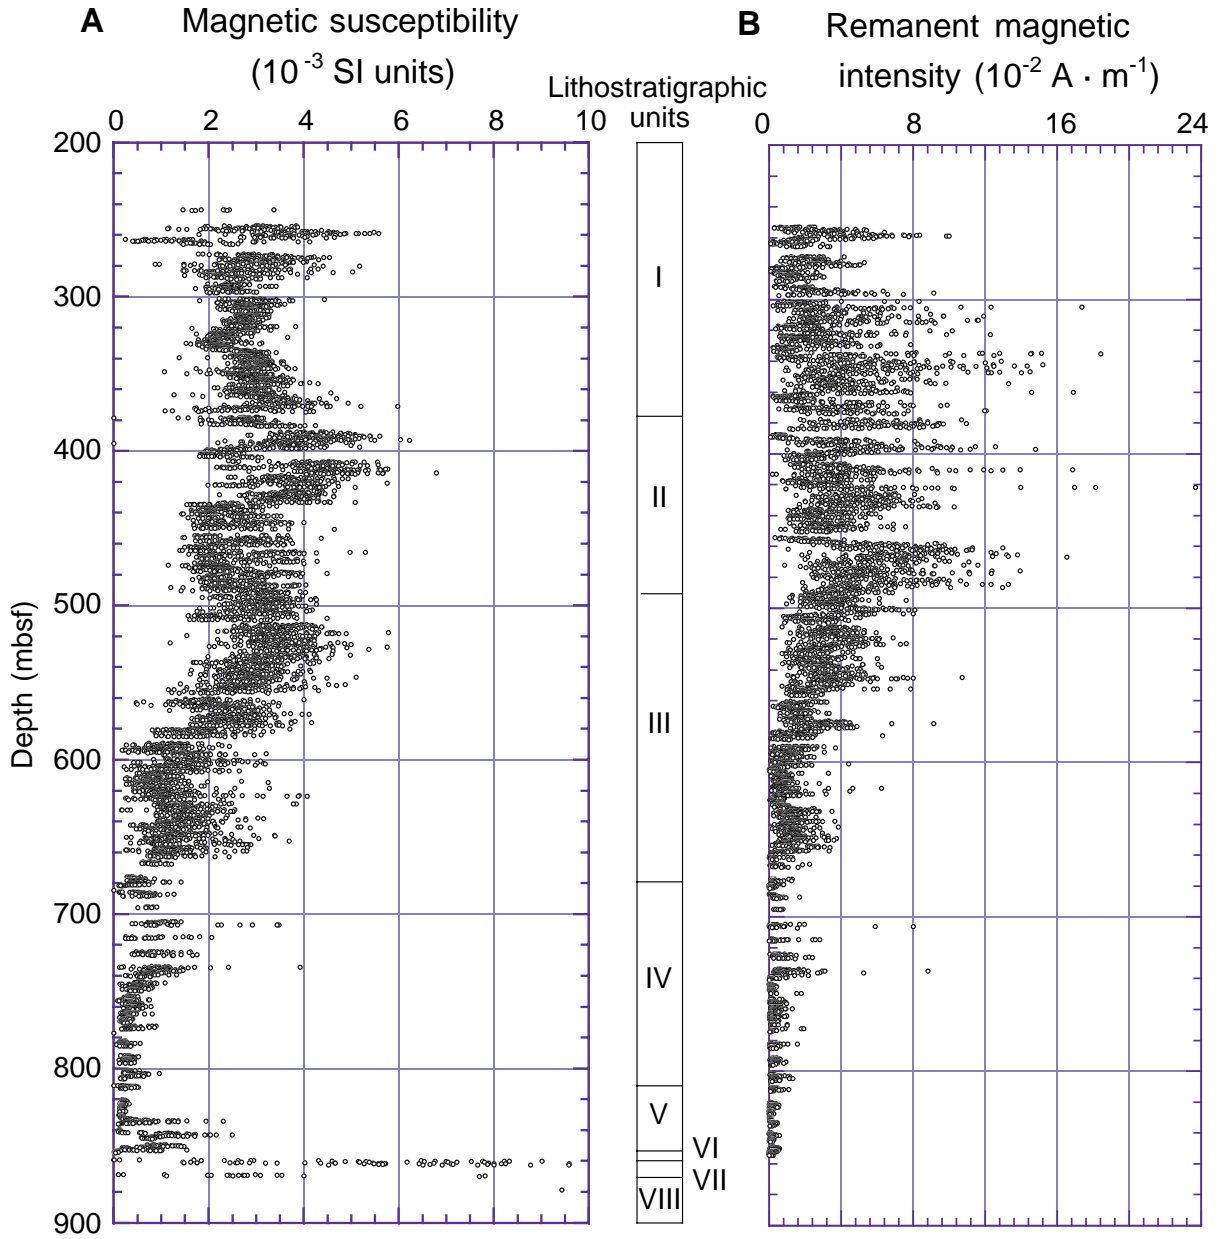 A Magnetic susceptibility
(10⁻³ SI units)
B Remanent magnetic
intensity (10⁻² A · m⁻¹)
Lithostratigraphic
units
0 2 4 6 8 10
0 8 16 24
Depth (mbsf)
200
300
400
500
600
700
800
900
I
II
III
IV
V
VI
VII
VIII